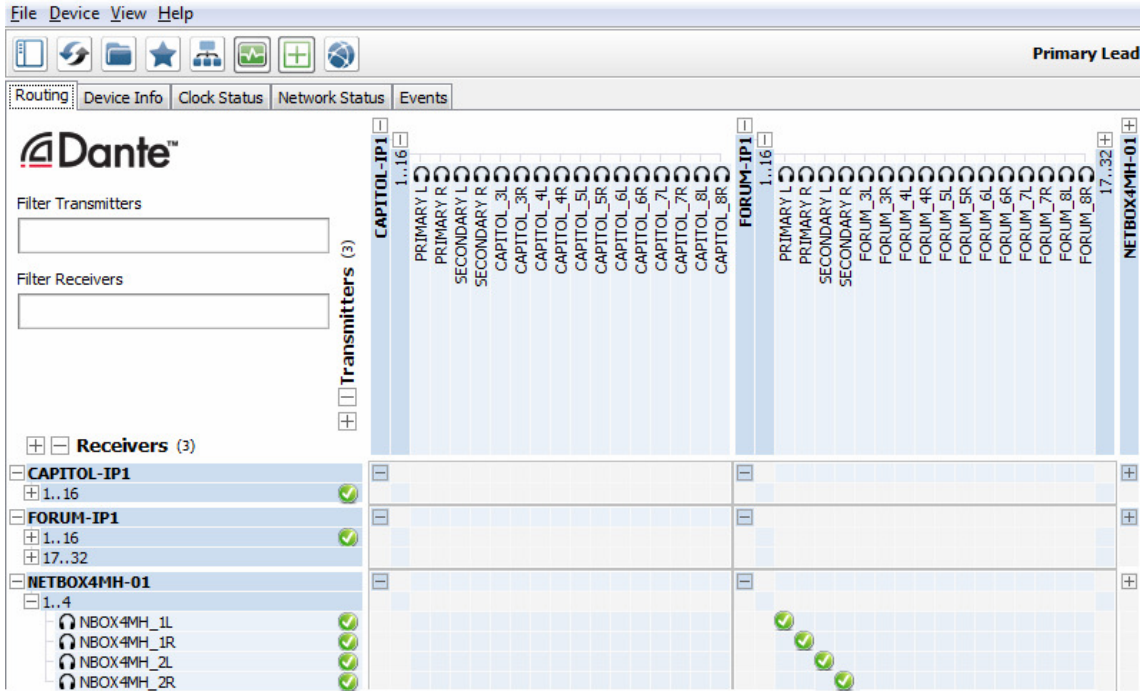 File Device View Help
Primary Lead
Routing Device Info Clock Status Network Status Events
Dante™
Filter Transmitters
Filter Receivers
Transmitters (3)
Receivers (3)
CAPITOL-IP1
1..16
PRIMARY L
PRIMARY R
SECONDARY L
SECONDARY R
CAPITOL_3L
CAPITOL_3R
CAPITOL_4L
CAPITOL_4R
CAPITOL_5L
CAPITOL_5R
CAPITOL_6L
CAPITOL_6R
CAPITOL_7L
CAPITOL_7R
CAPITOL_8L
CAPITOL_8R
FORUM-IP1
1..16
PRIMARY L
PRIMARY R
SECONDARY L
SECONDARY R
FORUM_3L
FORUM_3R
FORUM_4L
FORUM_4R
FORUM_5L
FORUM_5R
FORUM_6L
FORUM_6R
FORUM_7L
FORUM_7R
FORUM_8L
FORUM_8R
17..32
NETBOX4MH-01
CAPITOL-IP1
1..16
FORUM-IP1
1..16
17..32
NETBOX4MH-01
1..4
NBOX4MH_1L
NBOX4MH_1R
NBOX4MH_2L
NBOX4MH_2R